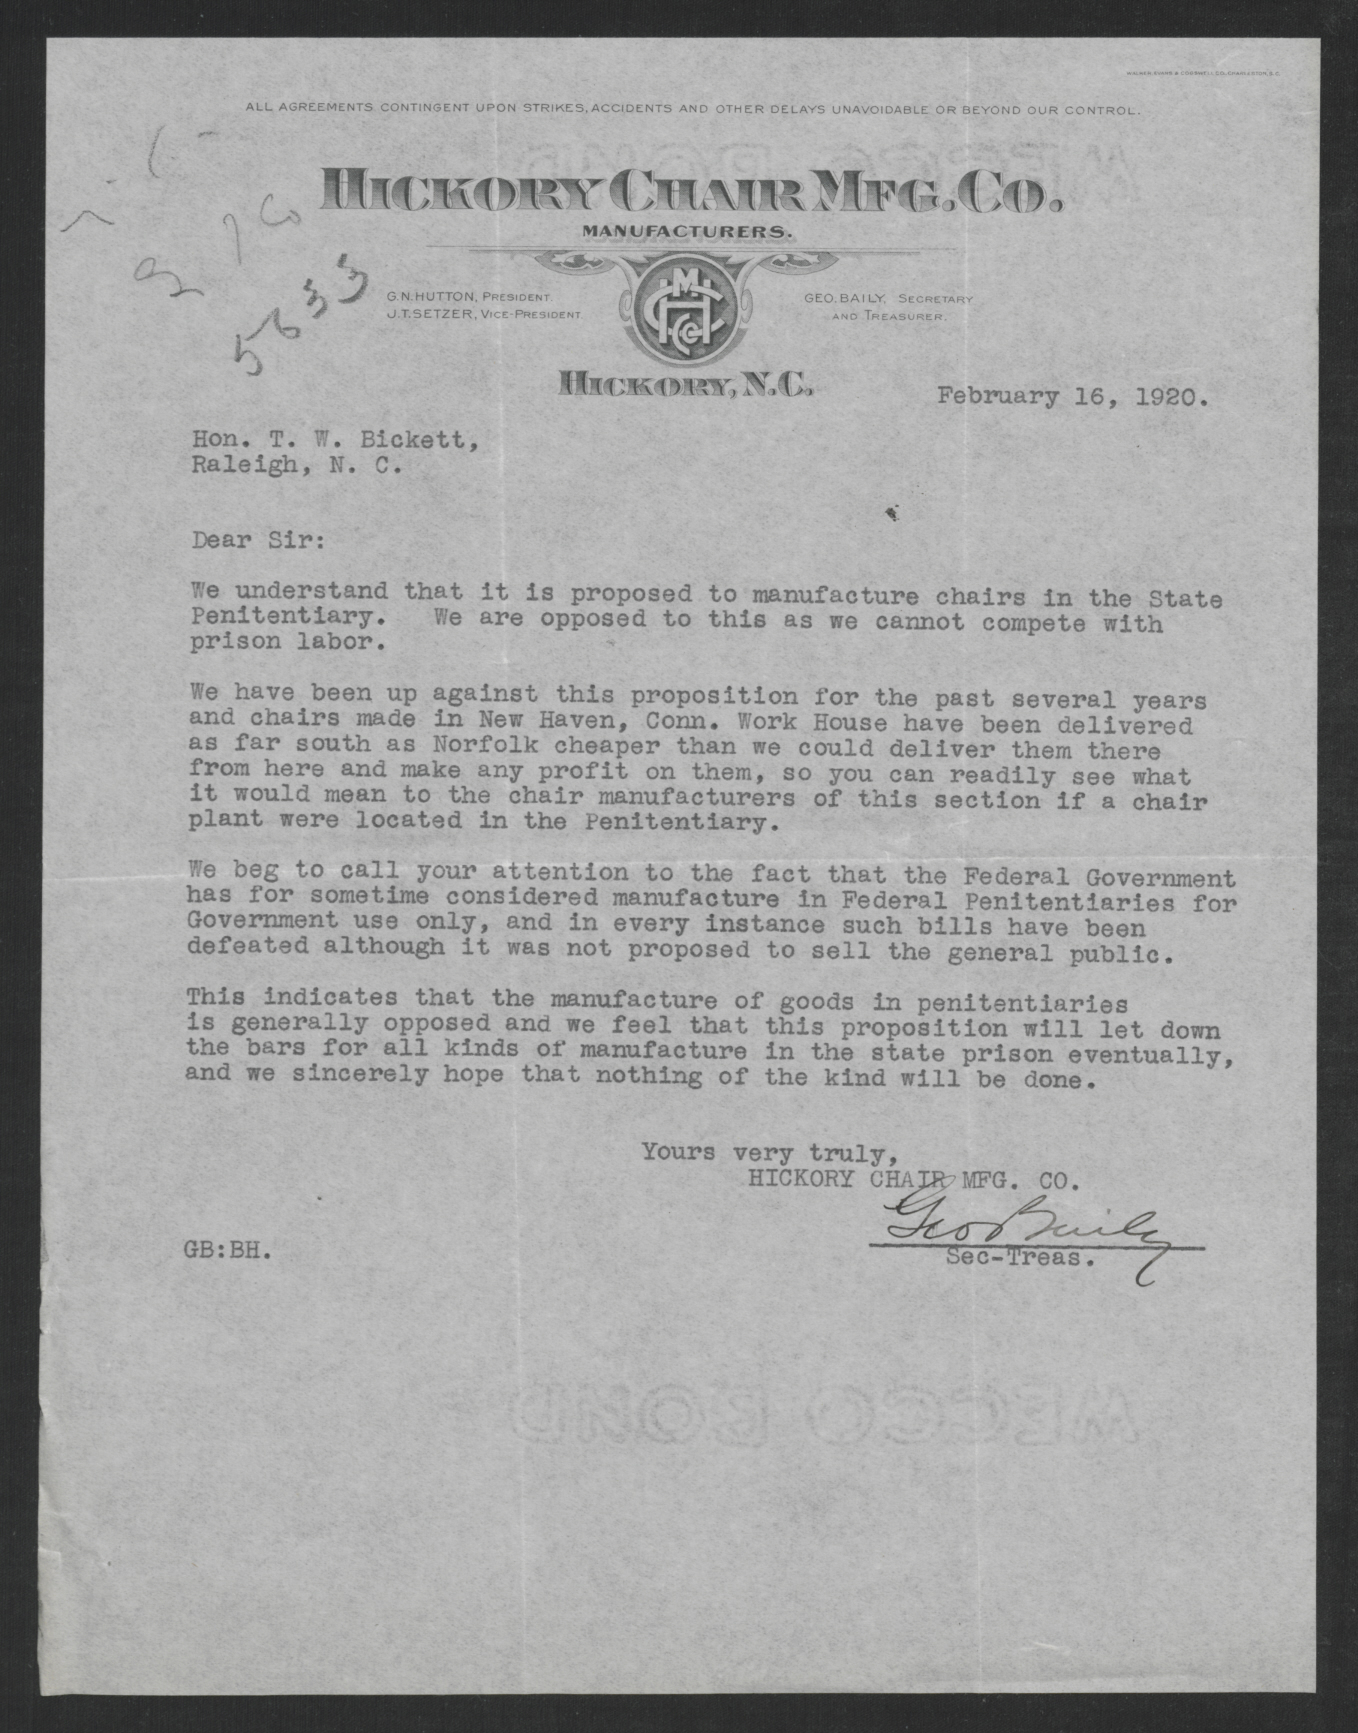 WALKER, EVANS & COGSWELL CO., CHARLESTON, S.C.
ALL AGREEMENTS CONTINGENT UPON STRIKES, ACCIDENTS AND OTHER DELAYS UNAVOIDABLE OR BEYOND OUR CONTROL.
HICKORY CHAIR MFG. CO.
MANUFACTURERS.
G.N. HUTTON, PRESIDENT.
J.T. SETZER, VICE-PRESIDENT
GEO. BAILY, SECRETARY
AND TREASURER.
5633
HICKORY, N.C.
February 16, 1920.
Hon. T. W. Bickett,
Raleigh, N. C.
Dear Sir:
We understand that it is proposed to manufacture chairs in the State
Penitentiary. We are opposed to this as we cannot compete with
prison labor.
We have been up against this proposition for the past several years
and chairs made in New Haven, Conn. Work House have been delivered
as far south as Norfolk cheaper than we could deliver them there
from here and make any profit on them, so you can readily see what
it would mean to the chair manufacturers of this section if a chair
plant were located in the Penitentiary.
We beg to call your attention to the fact that the Federal Government
has for sometime considered manufacture in Federal Penitentiaries for
Government use only, and in every instance such bills have been
defeated although it was not proposed to sell the general public.
This indicates that the manufacture of goods in penitentiaries
is generally opposed and we feel that this proposition will let down
the bars for all kinds of manufacture in the state prison eventually,
and we sincerely hope that nothing of the kind will be done.
Yours very truly,
HICKORY CHAIR MFG. CO.
Geo Baily
Sec-Treas.
GB:BH.
WECCO BOND